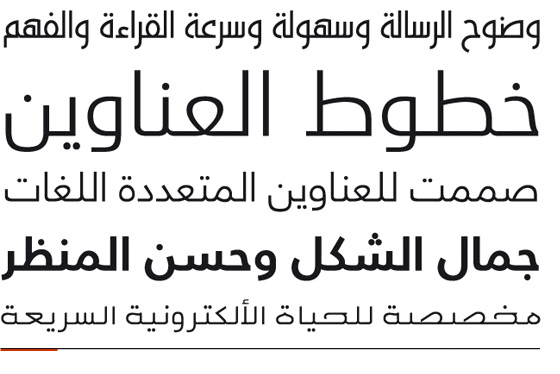 وضوح الرسالة وسهولة وسرعة القراءة والفهم
خطوط العناوين
صممت للعناوين المتعددة اللغات
جمال الشكل وحسن المنظر
مخصصة للحياة الألكترونية السريعة